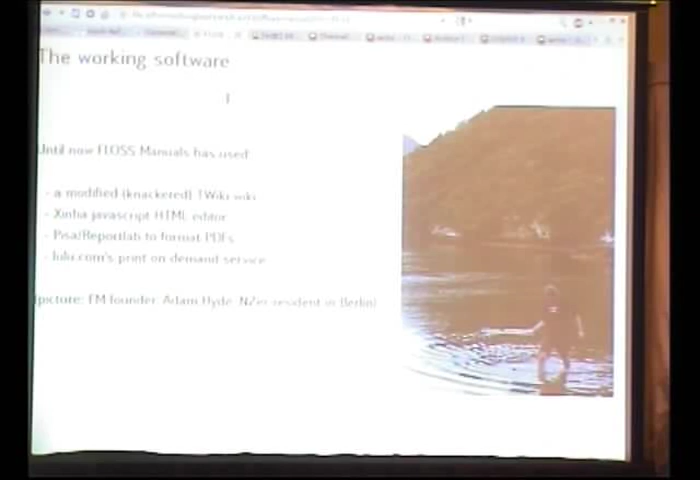 The working software
Until now FLOSS Manuals has used
- a modified (knackered) TWiki wiki
- Xinha javascript HTML editor
- Pisa/Reportlab to format PDFs
- lulu.com's print on demand service
(picture: FM founder, Adam Hyde, NZer resident in Berlin)